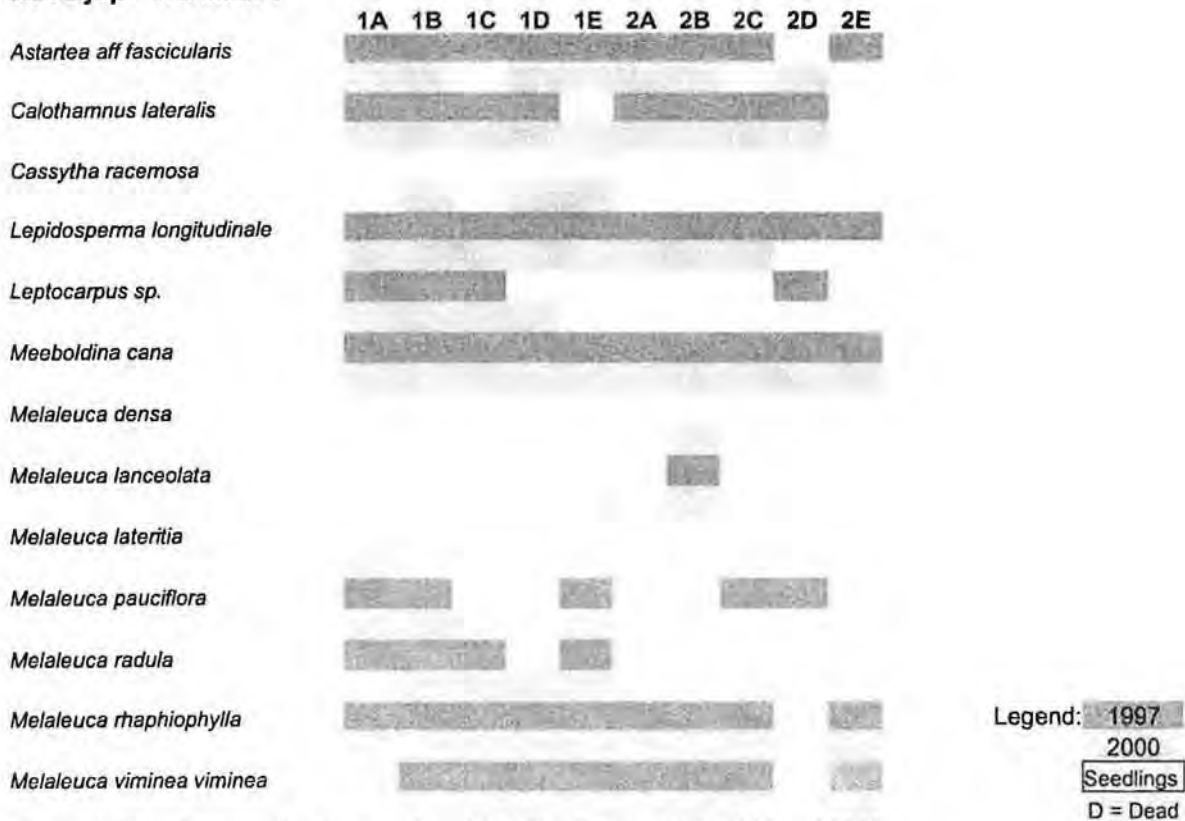 1A 1B 1C 1D 1E 2A 2B 2C 2D 2E
Astartea aff fascicularis
Calothamnus lateralis
Cassytha racemosa
Lepidosperma longitudinale
Leptocarpus sp.
Meeboldina cana
Melaleuca densa
Melaleuca lanceolata
Melaleuca lateritia
Melaleuca pauciflora
Melaleuca radula
Melaleuca rhaphiophylla
Melaleuca viminea viminea
Legend: 1997
2000
Seedlings
D = Dead